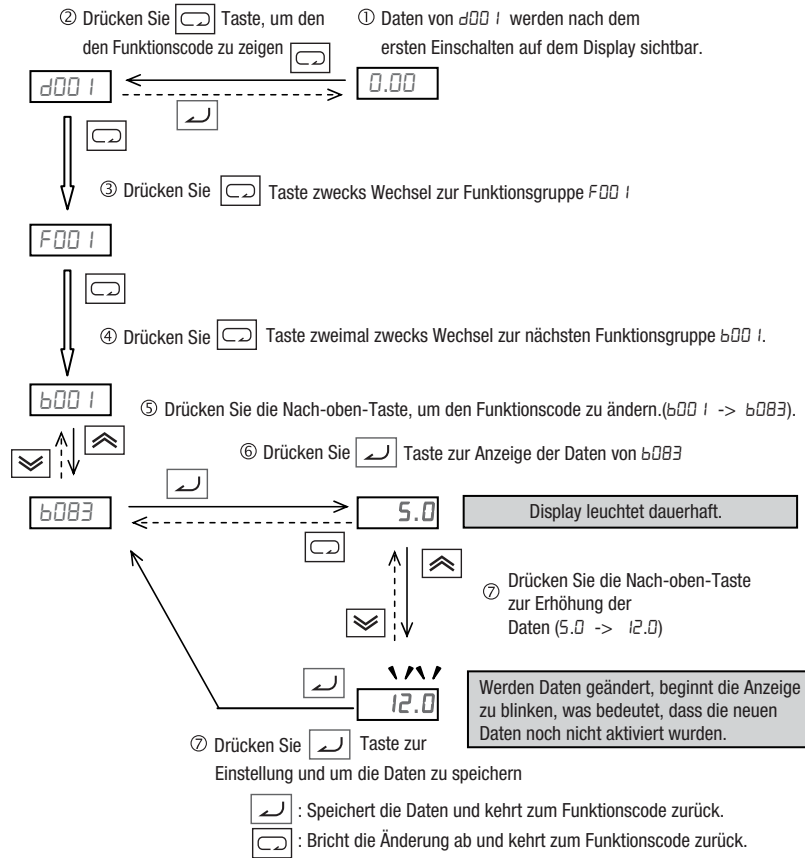 ② Drücken Sie Taste, um den
den Funktionscode zu zeigen
① Daten von d001 werden nach dem
ersten Einschalten auf dem Display sichtbar.
d001
0.00
③ Drücken Sie Taste zwecks Wechsel zur Funktionsgruppe F001
F001
④ Drücken Sie Taste zweimal zwecks Wechsel zur nächsten Funktionsgruppe b001.
b001
⑤ Drücken Sie die Nach-oben-Taste, um den Funktionscode zu ändern.(b001 -> b083).
⑥ Drücken Sie Taste zur Anzeige der Daten von b083
b083
5.0
Display leuchtet dauerhaft.
⑦ Drücken Sie die Nach-oben-Taste
zur Erhöhung der
Daten (5.0 -> 12.0)
12.0
Werden Daten geändert, beginnt die Anzeige
zu blinken, was bedeutet, dass die neuen
Daten noch nicht aktiviert wurden.
⑦ Drücken Sie Taste zur
Einstellung und um die Daten zu speichern
: Speichert die Daten und kehrt zum Funktionscode zurück.
: Bricht die Änderung ab und kehrt zum Funktionscode zurück.